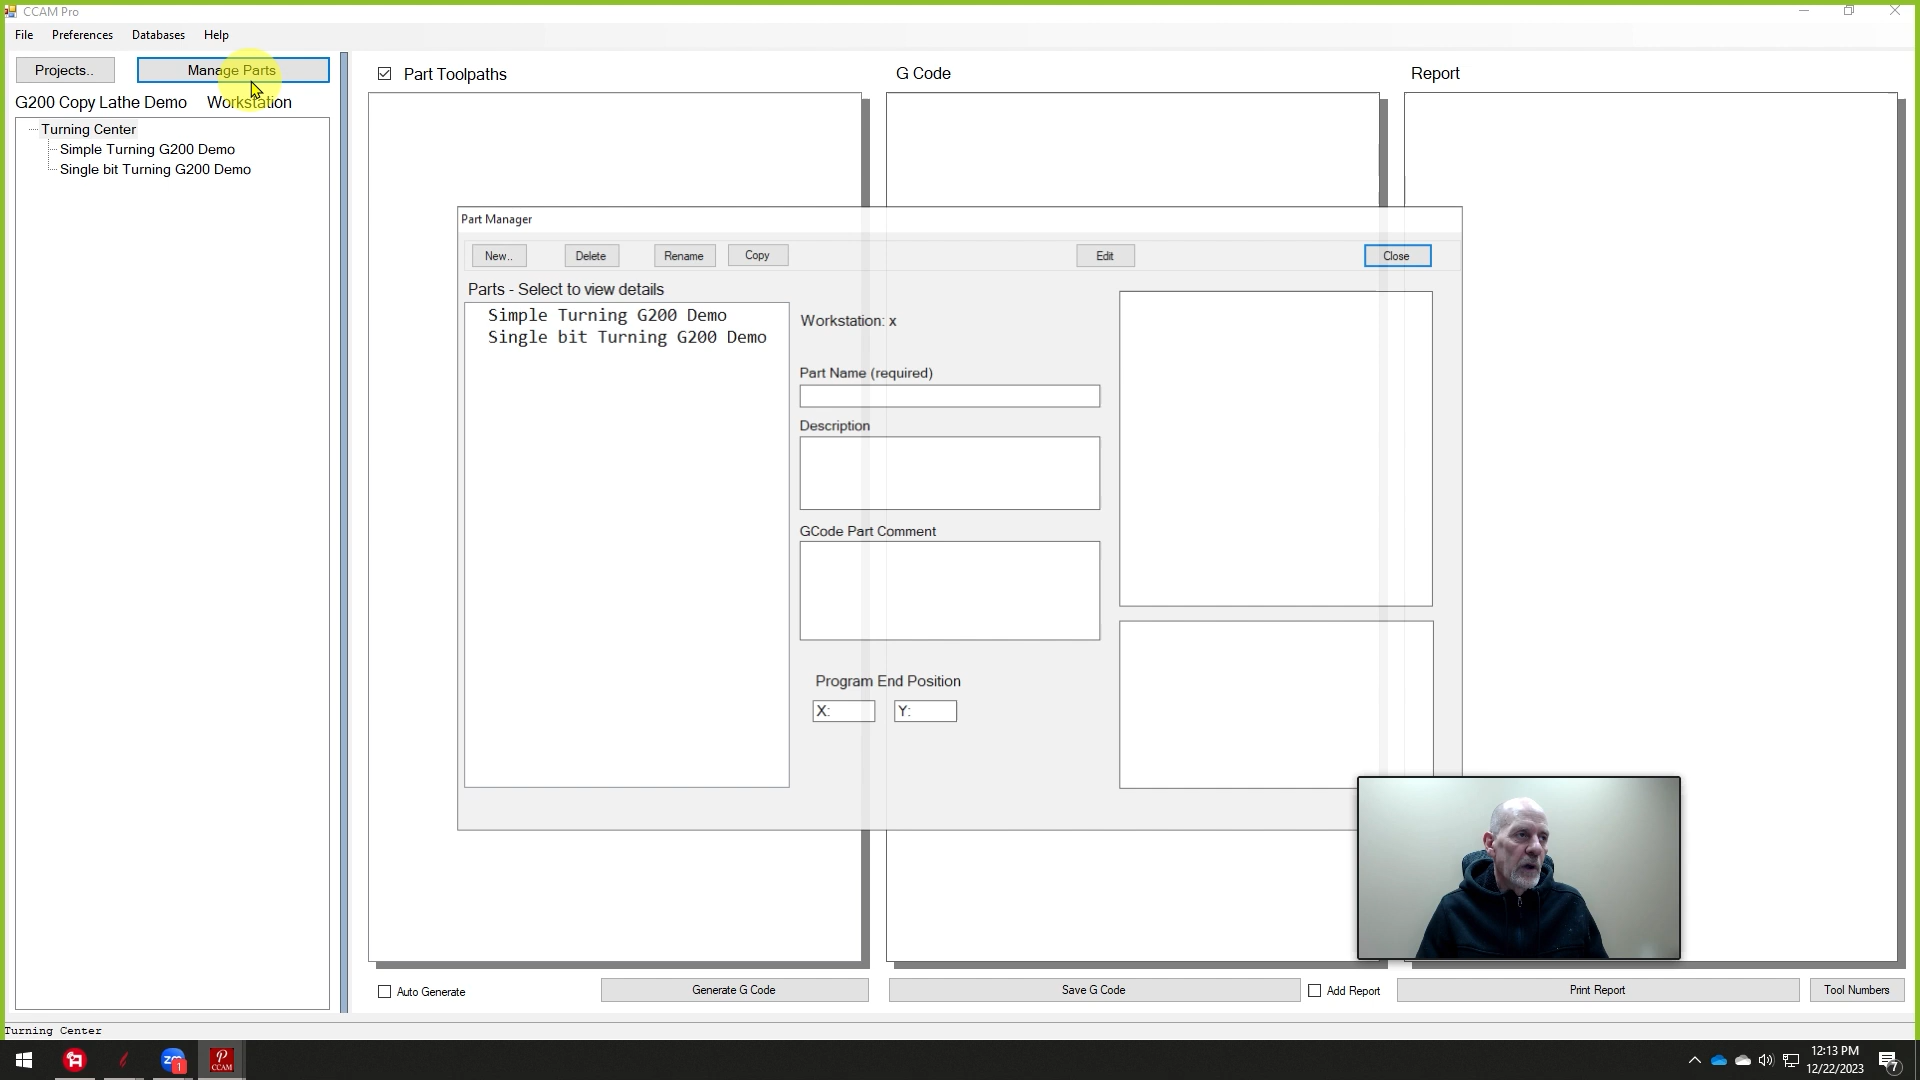 CCAM Pro
File Preferences Databases Help
Projects.. Manage Parts
G200 Copy Lathe Demo Workstation
Turning Center
Simple Turning G200 Demo
Single bit Turning G200 Demo
Part Toolpaths
G Code
Report
Part Manager
New.. Delete Rename Copy Edit Close
Parts - Select to view details
Simple Turning G200 Demo
Single bit Turning G200 Demo
Workstation: x
Part Name (required)
Description
GCode Part Comment
Program End Position
X: Y:
Auto Generate
Generate G Code
Save G Code
Add Report
Print Report
Tool Numbers
Turning Center
zm
1
P
CCAM
12:13 PM
12/22/2023
7